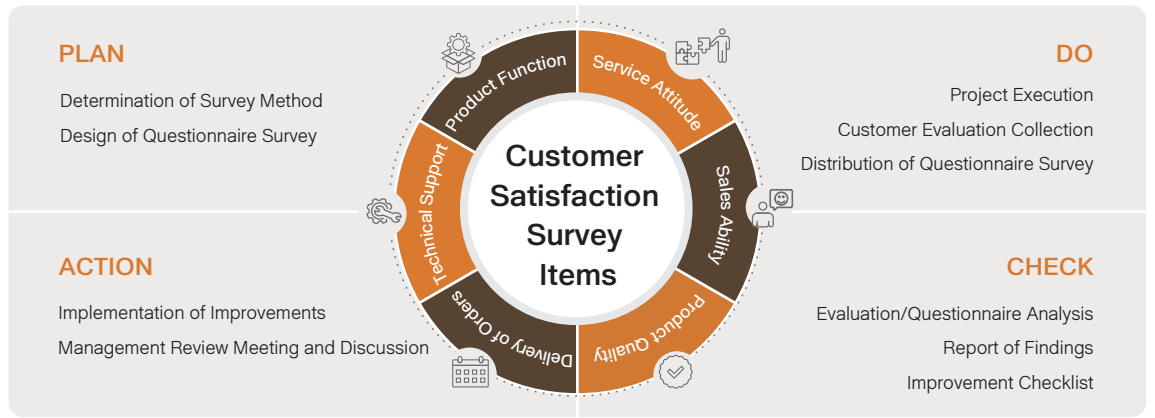 PLAN
Determination of Survey Method
Design of Questionnaire Survey
DO
Project Execution
Customer Evaluation Collection
Distribution of Questionnaire Survey
Product Function
Service Attitude
Sales Ability
Product Quality
Delivery of Orders
Technical Support
Customer
Satisfaction
Survey
Items
ACTION
Implementation of Improvements
Management Review Meeting and Discussion
CHECK
Evaluation/Questionnaire Analysis
Report of Findings
Improvement Checklist